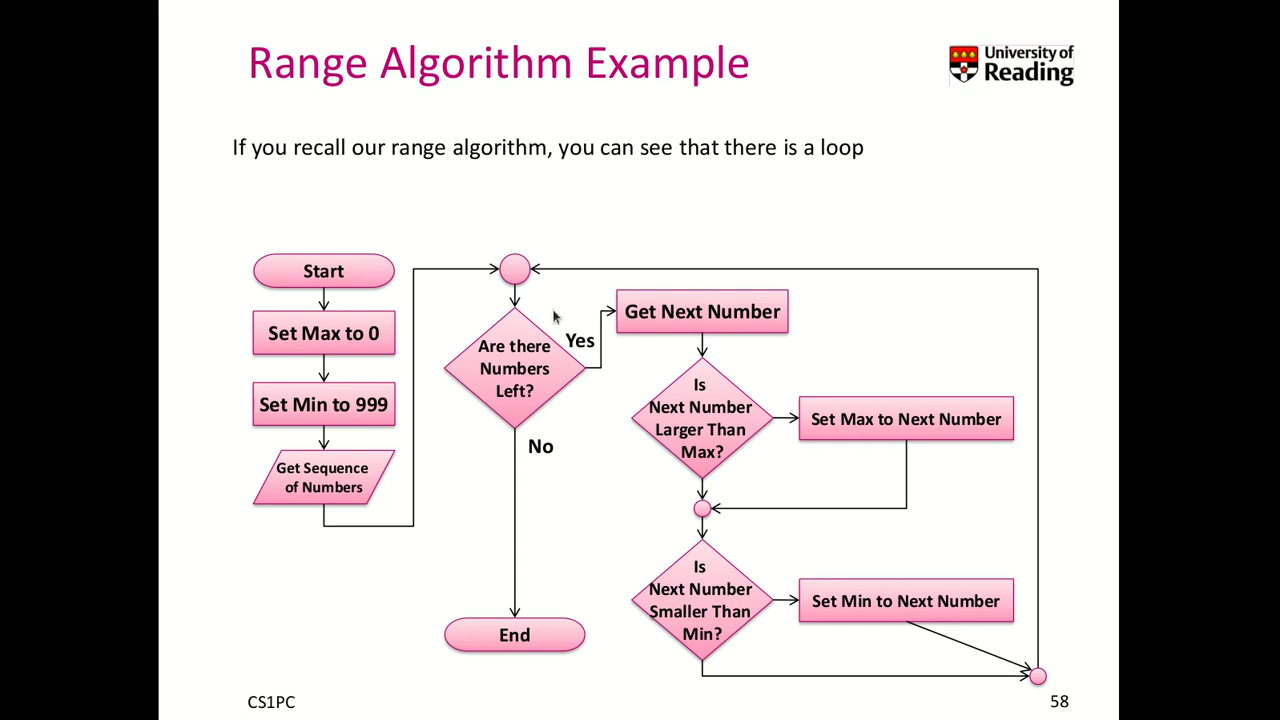 Range Algorithm Example
University of
Reading
If you recall our range algorithm, you can see that there is a loop
Start
Set Max to 0
Set Min to 999
Get Sequence
of Numbers
Are there
Numbers
Left?
Yes
No
End
Get Next Number
Is
Next Number
Larger Than
Max?
Set Max to Next Number
Is
Next Number
Smaller Than
Min?
Set Min to Next Number
CS1PC
58